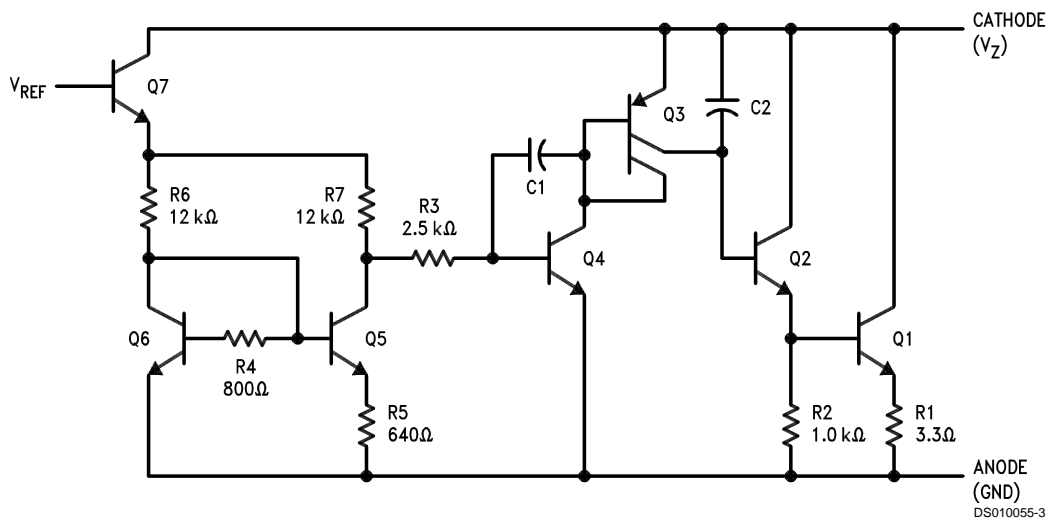 CATHODE
(VZ)
VREF
Q7
Q3
C2
C1
R6
12 kΩ
R7
12 kΩ
R3
2.5 kΩ
Q4
Q2
Q6
R4
800Ω
Q5
Q1
R5
640Ω
R2
1.0 kΩ
R1
3.3Ω
ANODE
(GND)
DS010055-3